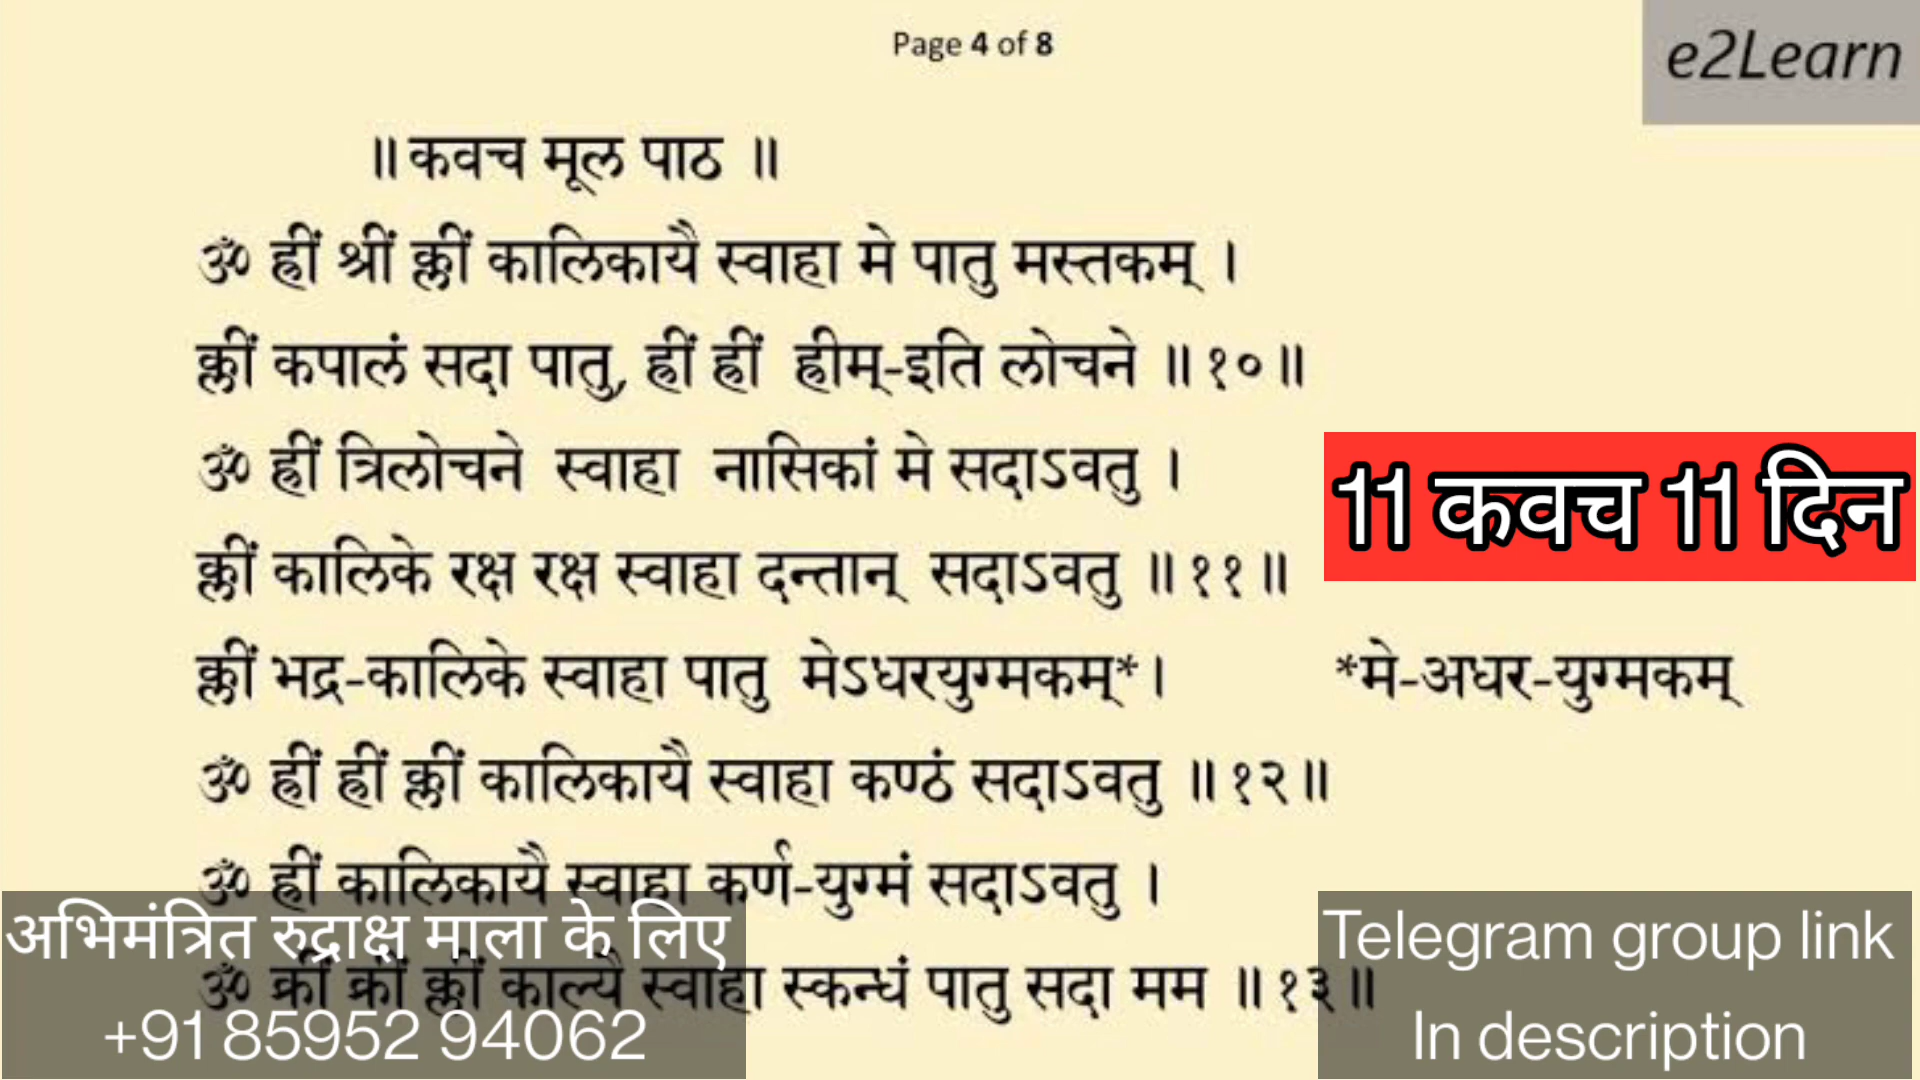 Page 4 of 8
e2Learn
॥ कवच मूल पाठ ॥
ॐ ह्रीं श्रीं क्लीं कालिकायै स्वाहा मे पातु मस्तकम् ।
क्लीं कपालं सदा पातु, ह्रीं ह्रीं ह्रीम्-इति लोचने ॥१०॥
ॐ ह्रीं त्रिलोचने स्वाहा नासिकां मे सदाऽवतु ।
11 कवच 11 दिन
क्लीं कालिके रक्ष रक्ष स्वाहा दन्तान् सदाऽवतु ॥११॥
क्लीं भद्र-कालिके स्वाहा पातु मेऽधरयुग्मकम्*। *मे-अधर-युग्मकम्
ॐ ह्रीं ह्रीं क्लीं कालिकायै स्वाहा कण्ठं सदाऽवतु ॥१२॥
ॐ ह्रीं कालिकायै स्वाहा कर्ण-युग्मं सदाऽवतु ।
ॐ क्रीं क्रीं क्लीं काल्यै स्वाहा स्कन्धं पातु सदा मम ॥१३॥
अभिमंत्रित रुद्राक्ष माला के लिए
+91 85952 94062
Telegram group link
In description